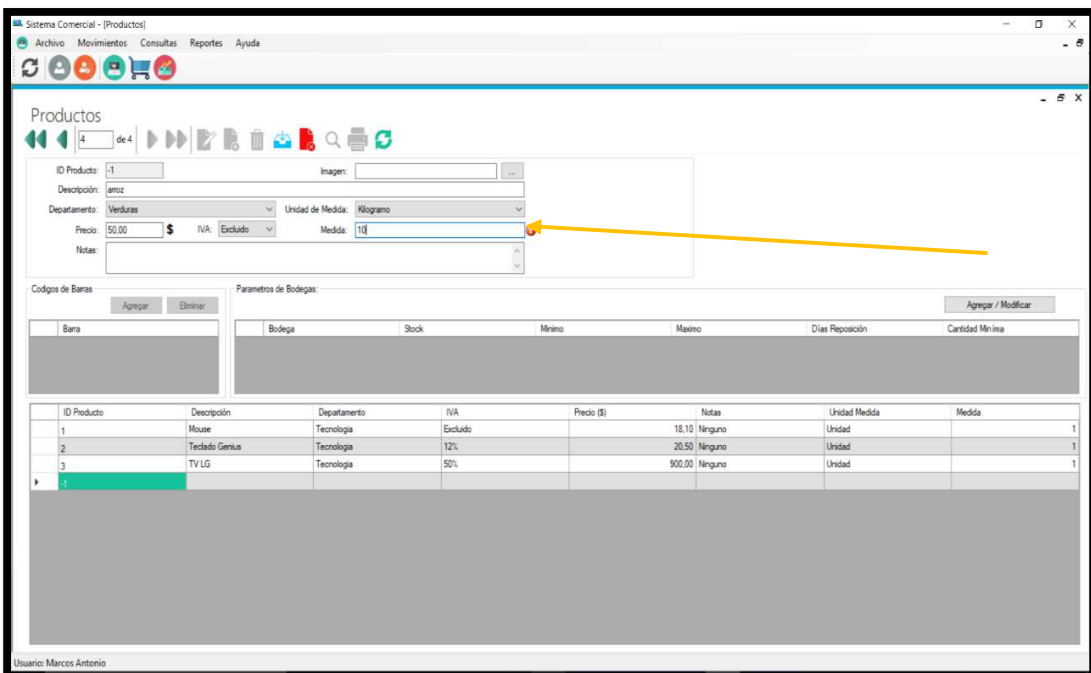 Sistema Comercial - [Productos]
Archivo Movimientos Consultas Reportes Ayuda
Productos
4 de 4
ID Producto: -1 Imagen: ...
Descripción: arroz
Departamento: Verduras Unidad de Medida: Kilogramo
Precio: 50,00 $ IVA: Excluido Medida: 10
Notas:
Codigos de Barras Parametros de Bodegas:
Agregar Eliminar Agregar / Modificar
Barra Bodega Stock Minimo Maximo Días Reposición Cantidad Minima
ID Producto Descripción Departamento IVA Precio ($) Notas Unidad Medida Medida
1 Mouse Tecnologia Excluido 18,10 Ninguno Unidad 1
2 Teclado Genius Tecnologia 12% 20,50 Ninguno Unidad 1
3 TV LG Tecnologia 50% 900,00 Ninguno Unidad 1
-1
Usuario: Marcos Antonio